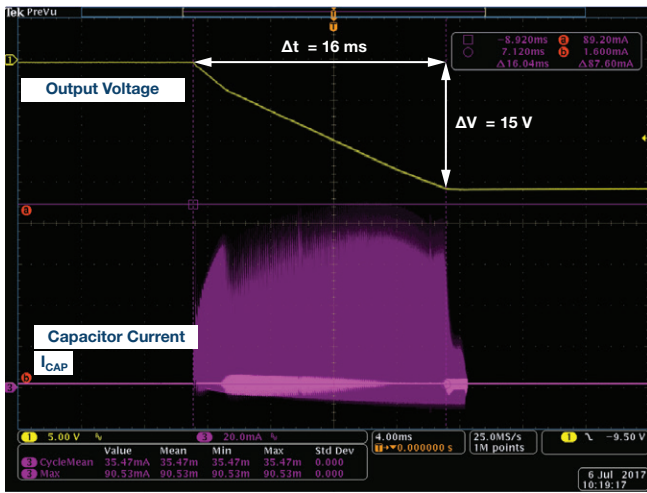 Tek PreVu
T
T
1
Δt = 16 ms
−8.920ms a 89.20mA
7.120ms b 1.600mA
Δ16.04ms Δ87.60mA
Output Voltage
ΔV = 15 V
a
Capacitor Current
ICAP
b
3
1 5.00 V 3 20.0mA 4.00ms 25.0MS/s 1 −9.50 V
T→▼0.000000 s 1M points
Value Mean Min Max Std Dev
3 CycleMean 35.47mA 35.47m 35.47m 35.47m 0.000
3 Max 90.53mA 90.53m 90.53m 90.53m 0.000
6 Jul 2017
10:19:17